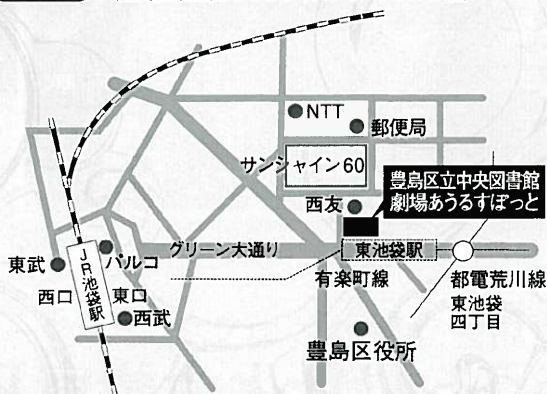 NTT
郵便局
サンシャイン60
豊島区立中央図書館
劇場あうるすぽっと
西友
グリーン大通り
東池袋駅
有楽町線
都電荒川線
東池袋
四丁目
東武
西口
JR池袋駅
パルコ
東口
西武
豊島区役所